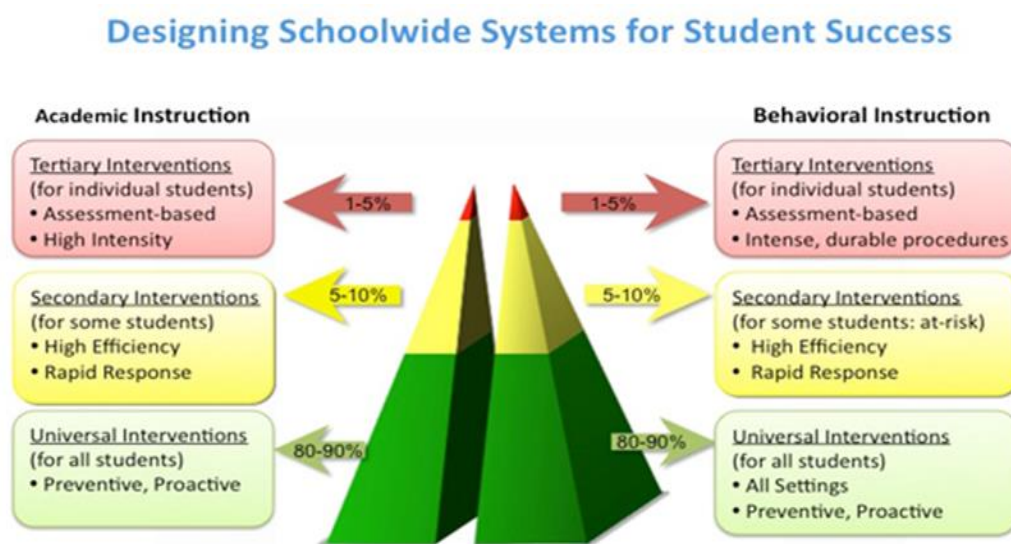 Designing Schoolwide Systems for Student Success
Academic Instruction
Tertiary Interventions
(for individual students)
• Assessment-based
• High Intensity
1-5%
Secondary Interventions
(for some students)
• High Efficiency
• Rapid Response
5-10%
Universal Interventions
(for all students)
• Preventive, Proactive
80-90%
Behavioral Instruction
1-5%
Tertiary Interventions
(for individual students)
• Assessment-based
• Intense, durable procedures
5-10%
Secondary Interventions
(for some students: at-risk)
• High Efficiency
• Rapid Response
80-90%
Universal Interventions
(for all students)
• All Settings
• Preventive, Proactive